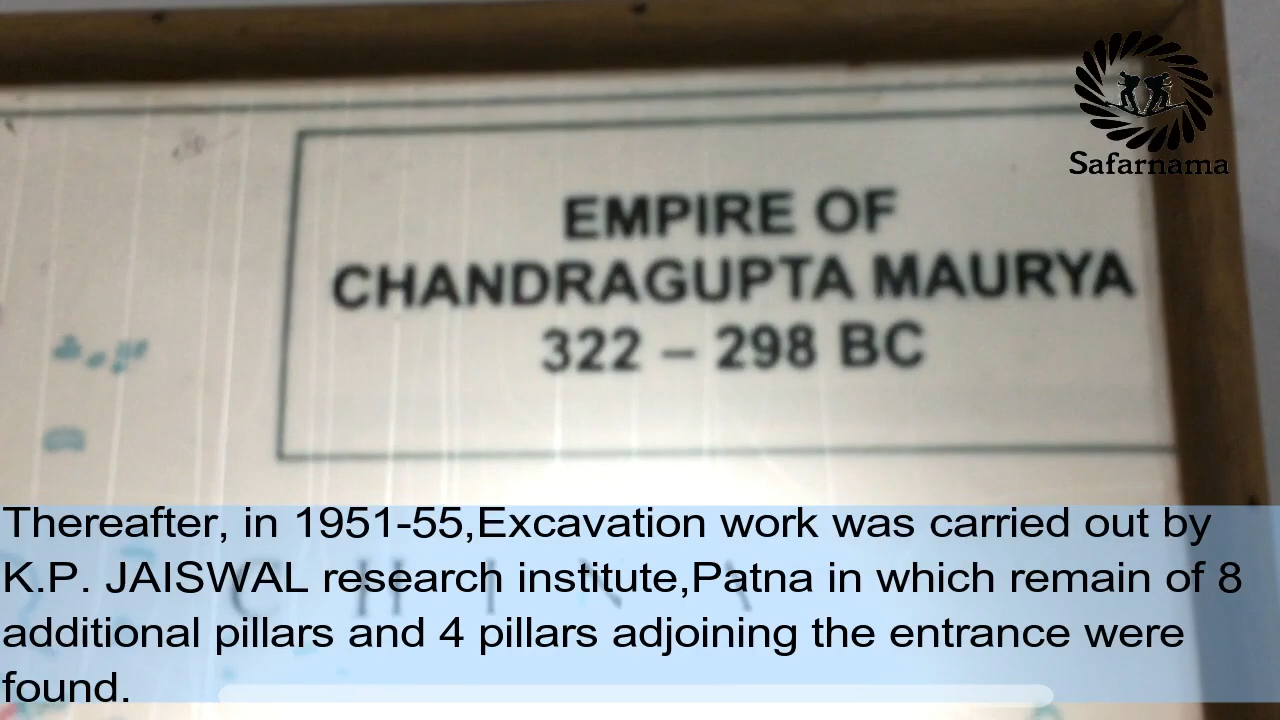 Safarnama
EMPIRE OF
CHANDRAGUPTA MAURYA
322 – 298 BC
Thereafter, in 1951-55,Excavation work was carried out by
K.P. JAISWAL research institute,Patna in which remain of 8
additional pillars and 4 pillars adjoining the entrance were
found.
CHINA